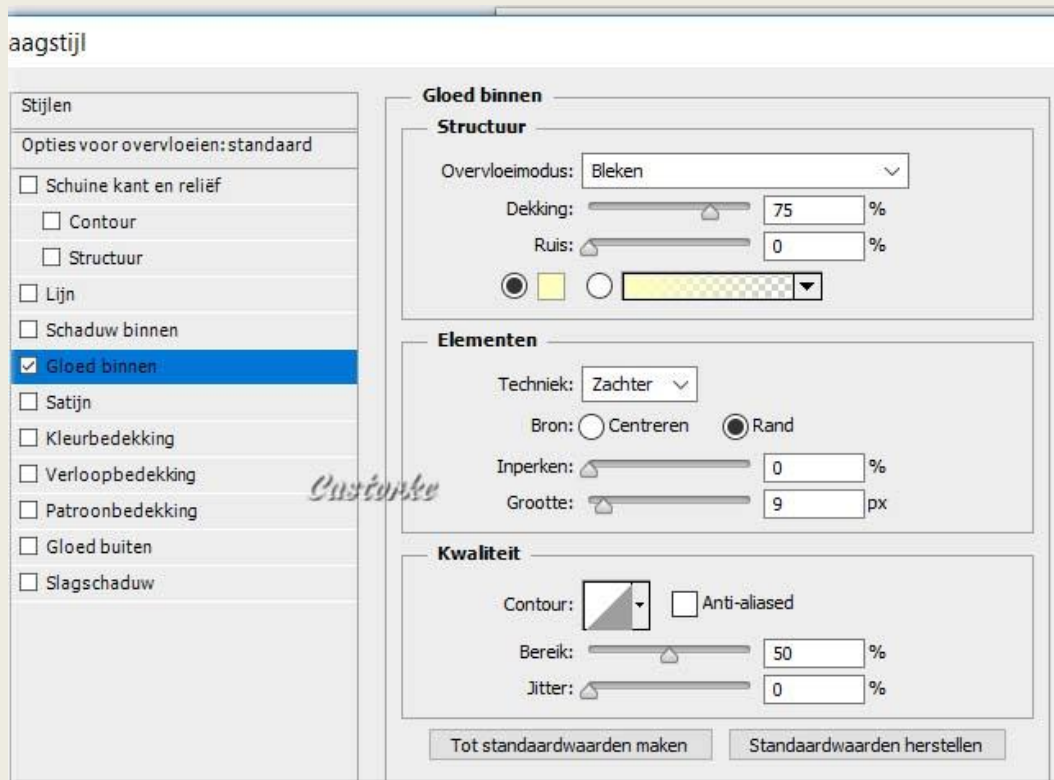 aagstijl
Stijlen
Opties voor overvloeien: standaard
Schuine kant en reliëf
Contour
Structuur
Lijn
Schaduw binnen
Gloed binnen
Satijn
Kleurbedekking
Verloopbedekking
Patroonbedekking
Gloed buiten
Slagschaduw
Castorke
Gloed binnen
Structuur
Overvloeimodus: Bleken
Dekking: 75 %
Ruis: 0 %
Elementen
Techniek: Zachter
Bron: Centreren Rand
Inperken: 0 %
Grootte: 9 px
Kwaliteit
Contour: Anti-aliased
Bereik: 50 %
Jitter: 0 %
Tot standaardwaarden maken Standaardwaarden herstellen